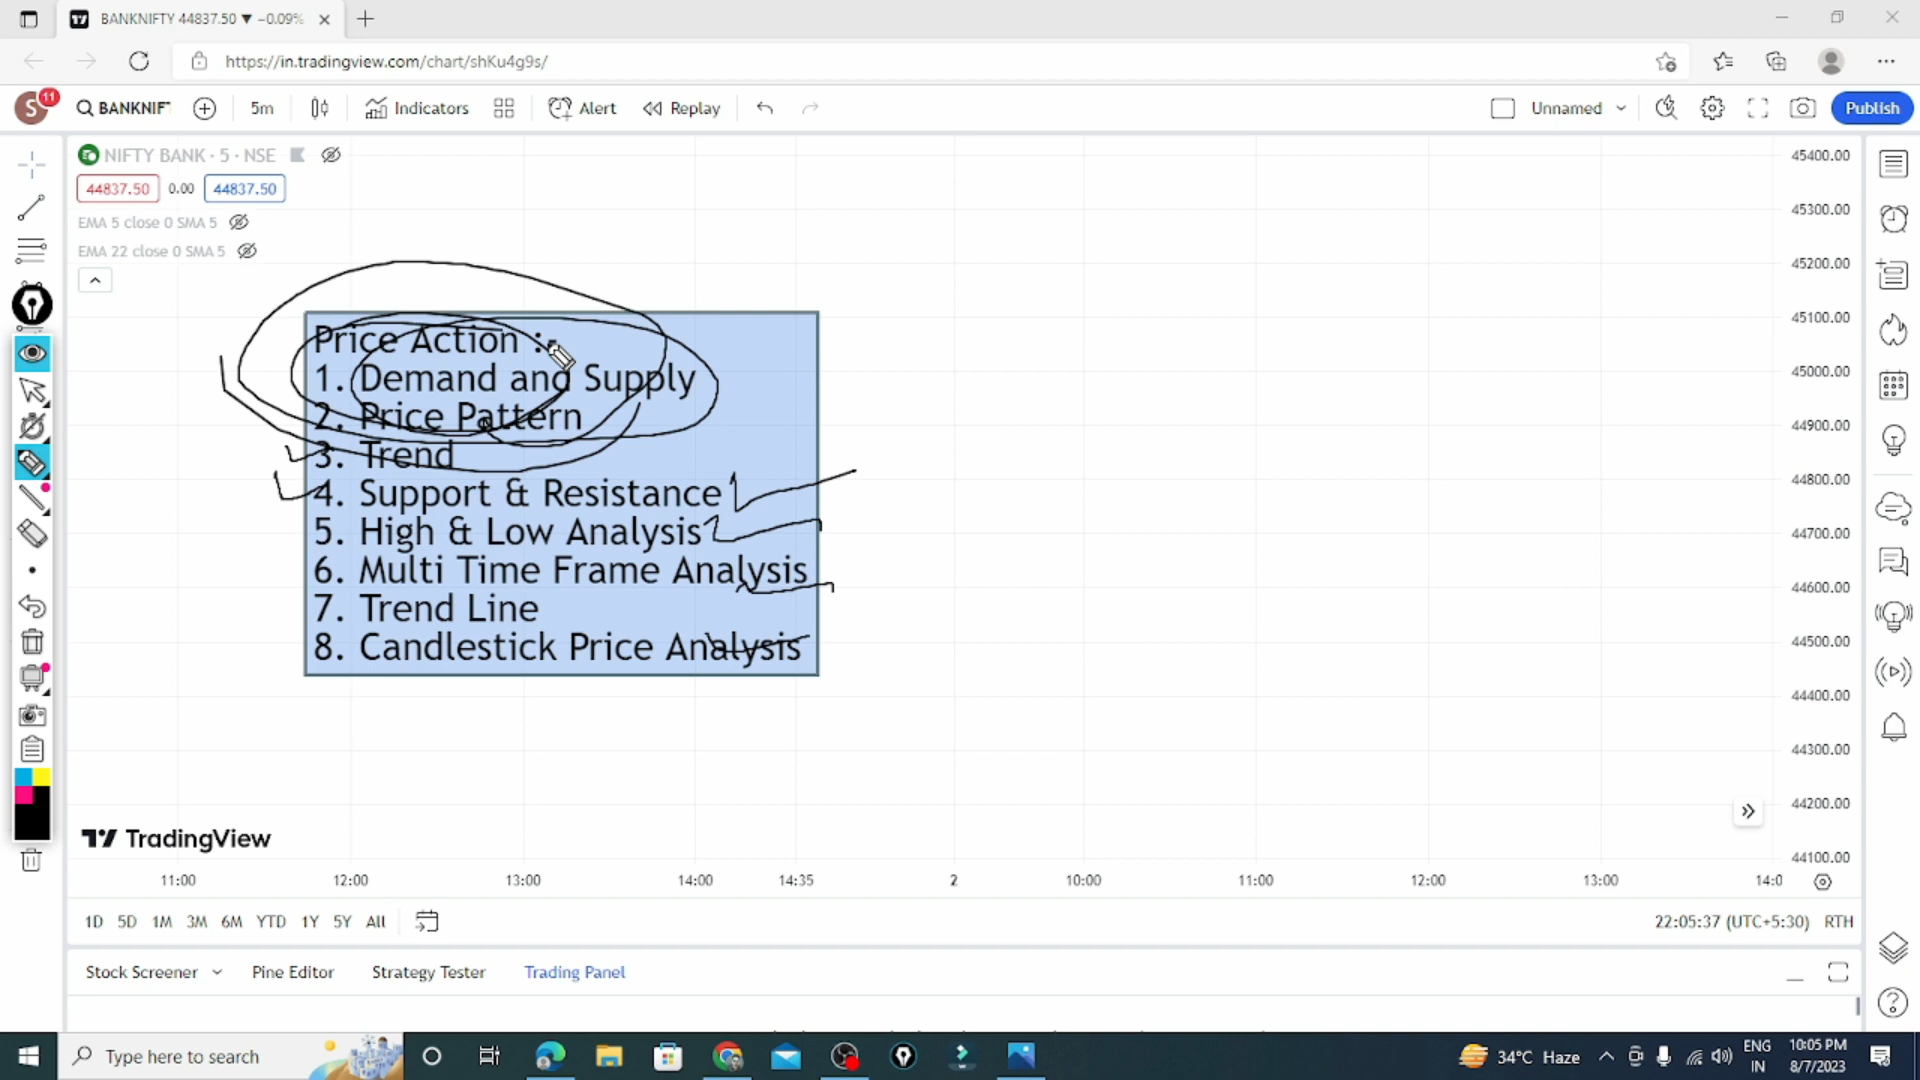 BANKNIFTY 44837.50 ▼ −0.09%
https://in.tradingview.com/chart/shKu4g9s/
S 11 BANKNIF 5m Indicators Alert Replay Unnamed Publish
NIFTY BANK · 5 · NSE
44837.50 0.00 44837.50
EMA 5 close 0 SMA 5
EMA 22 close 0 SMA 5
Price Action :-
1. Demand and Supply
2. Price Pattern
3. Trend
4. Support & Resistance
5. High & Low Analysis
6. Multi Time Frame Analysis
7. Trend Line
8. Candlestick Price Analysis
45400.00
45300.00
45200.00
45100.00
45000.00
44900.00
44800.00
44700.00
44600.00
44500.00
44400.00
44300.00
44200.00
44100.00
TradingView
11:00 12:00 13:00 14:00 14:35 2 10:00 11:00 12:00 13:00 14:0
1D 5D 1M 3M 6M YTD 1Y 5Y All 22:05:37 (UTC+5:30) RTH
Stock Screener Pine Editor Strategy Tester Trading Panel
Type here to search 34°C Haze ENG IN 10:05 PM 8/7/2023